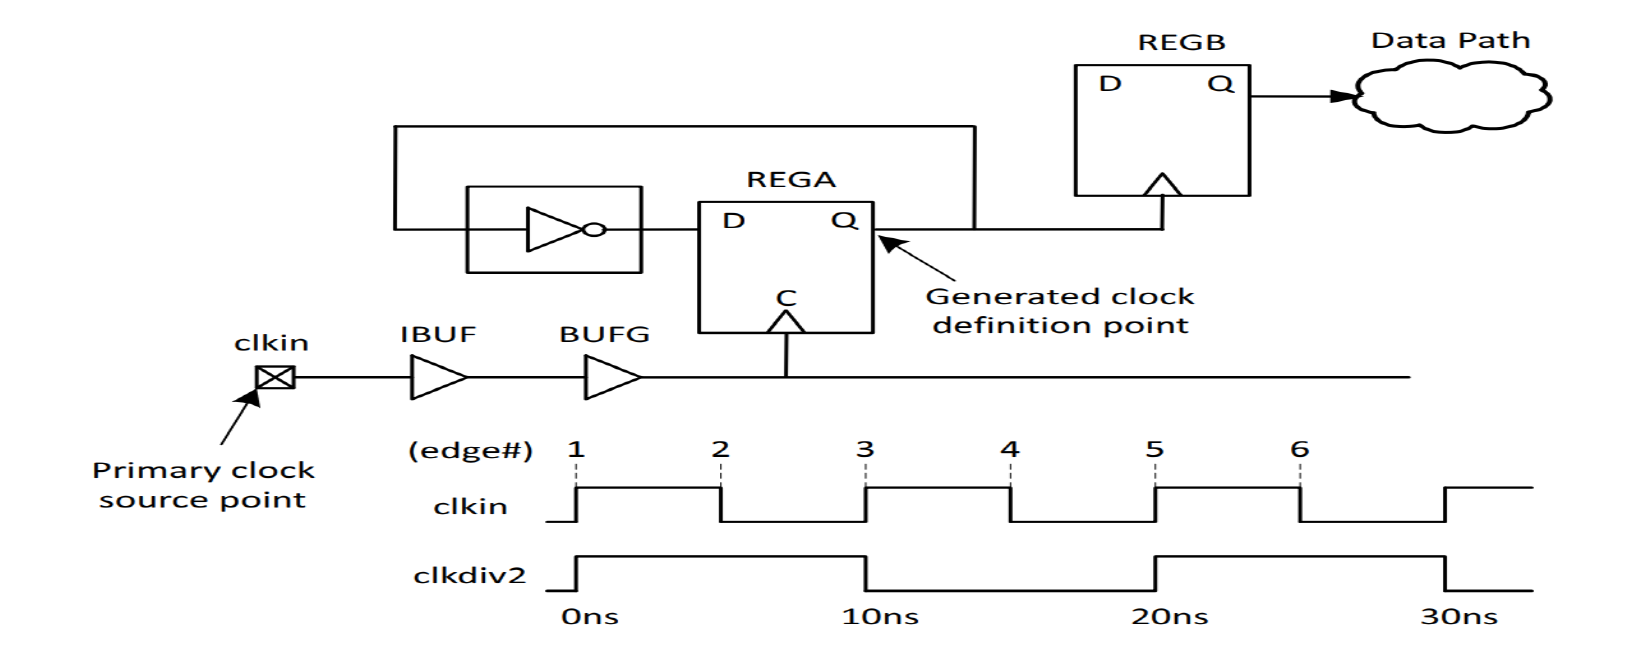 REGB
Data Path
D Q
REGA
D Q
C
Generated clock
definition point
clkin
IBUF
BUFG
Primary clock
source point
(edge#) 1 2 3 4 5 6
clkin
clkdiv2
0ns 10ns 20ns 30ns